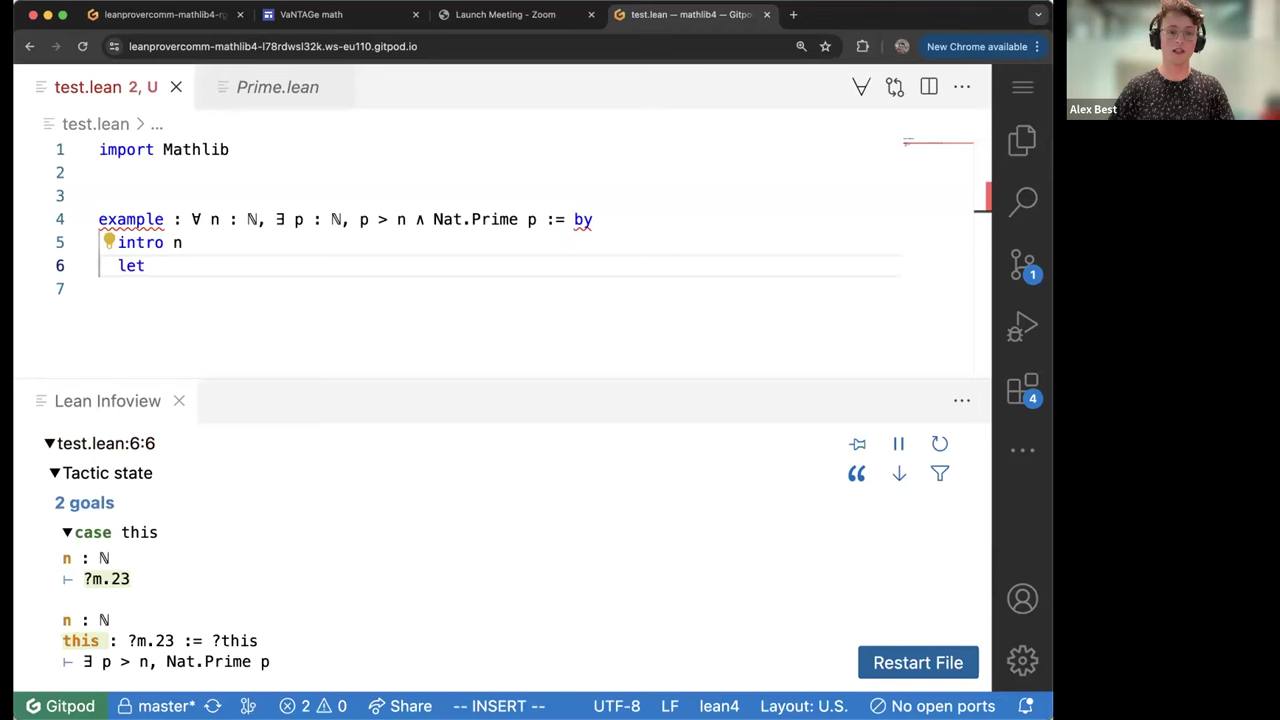 leanprovercomm-mathlib4-rg
VaNTAGe math
Launch Meeting - Zoom
test.lean — mathlib4 — Gitpod
leanprovercomm-mathlib4-l78rdwsl32k.ws-eu110.gitpod.io
New Chrome available
test.lean 2, U
Prime.lean
test.lean > ...
1 import Mathlib
2
3
4 example : ∀ n : ℕ, ∃ p : ℕ, p > n ∧ Nat.Prime p := by
5 intro n
6 let
7
1
4
Lean Infoview
test.lean:6:6
Tactic state
2 goals
case this
n : ℕ
⊢ ?m.23
n : ℕ
this : ?m.23 := ?this
⊢ ∃ p > n, Nat.Prime p
Restart File
Gitpod master* 2 0 Share -- INSERT -- UTF-8 LF lean4 Layout: U.S. No open ports
Alex Best